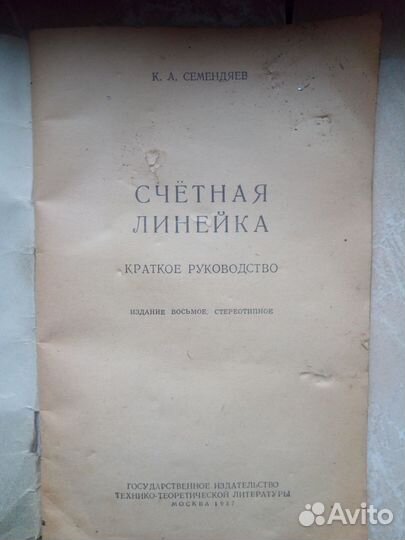 К. А. СЕМЕНДЯЕВ
СЧЁТНАЯ
ЛИНЕЙКА
КРАТКОЕ РУКОВОДСТВО
ИЗДАНИЕ ВОСЬМОЕ, СТЕРЕОТИПНОЕ
ГОСУДАРСТВЕННОЕ ИЗДАТЕЛЬСТВО
ТЕХНИКО-ТЕОРЕТИЧЕСКОЙ ЛИТЕРАТУРЫ
МОСКВА 1957
Avito